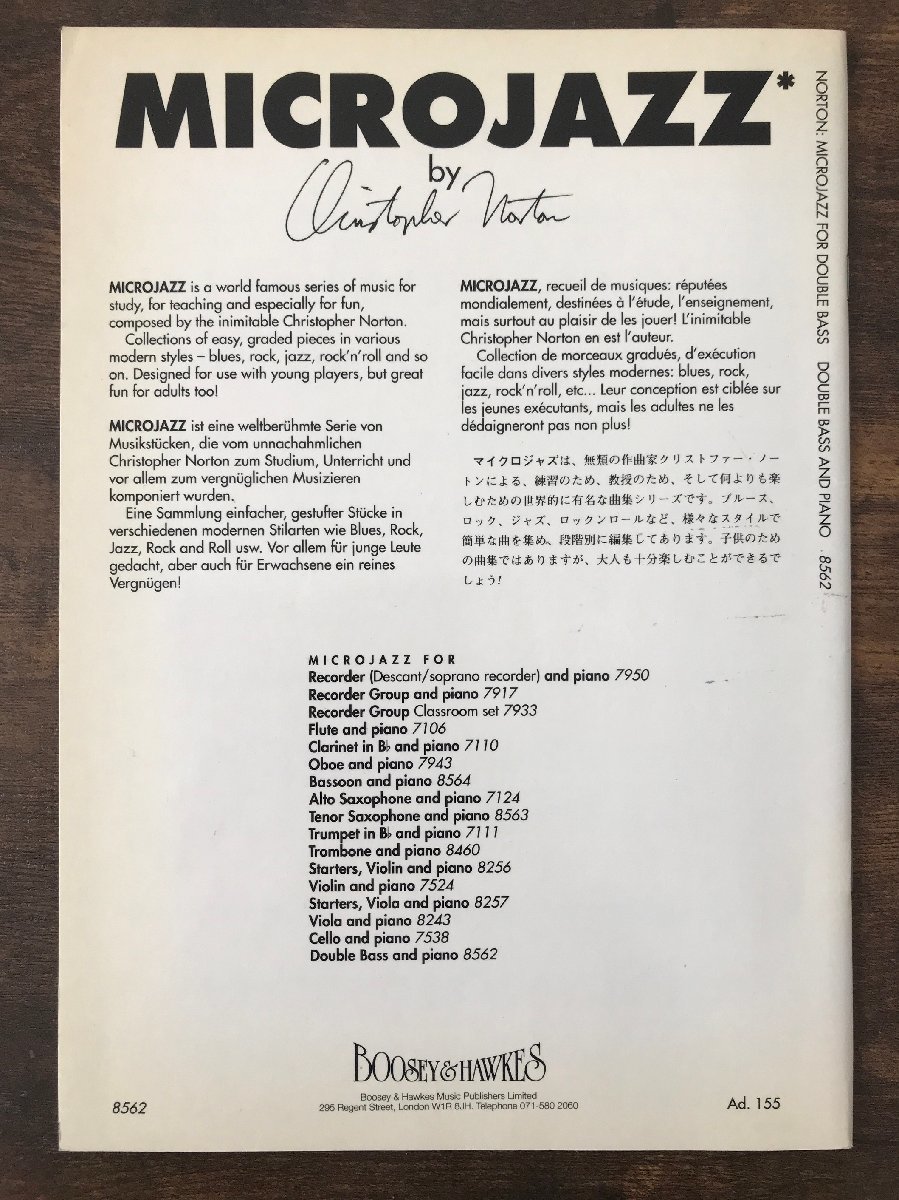 MICROJAZZ*
by
Christopher Norton
MICROJAZZ is a world famous series of music for
study, for teaching and especially for fun,
composed by the inimitable Christopher Norton.
Collections of easy, graded pieces in various
modern styles – blues, rock, jazz, rock'n'roll and so
on. Designed for use with young players, but great
fun for adults too!
MICROJAZZ ist eine weltberühmte Serie von
Musikstücken, die vom unnachahmlichen
Christopher Norton zum Studium, Unterricht und
vor allem zum vergnüglichen Musizieren
komponiert wurden.
Eine Sammlung einfacher, gestufter Stücke in
verschiedenen modernen Stilarten wie Blues, Rock,
Jazz, Rock and Roll usw. Vor allem für junge Leute
gedacht, aber auch für Erwachsene ein reines
Vergnügen!
MICROJAZZ, recueil de musiques: réputées
mondialement, destinées à l'étude, l'enseignement,
mais surtout au plaisir de les jouer! L'inimitable
Christopher Norton en est l'auteur.
Collection de morceaux gradués, d'exécution
facile dans divers styles modernes: blues, rock,
jazz, rock'n'roll, etc... Leur conception est ciblée sur
les jeunes exécutants, mais les adultes ne les
dédaigneront pas non plus!
マイクロジャズは、無類の作曲家クリストファー・ノー
トンによる、練習のため、教授のため、そして何よりも楽
しむための世界的に有名な曲集シリーズです。ブルース、
ロック、ジャズ、ロックンロールなど、様々なスタイルで
簡単な曲を集め、段階別に編集してあります。子供のため
の曲集ではありますが、大人も十分楽しむことができるで
しょう!
MICROJAZZ FOR
Recorder (Descant/soprano recorder) and piano 7950
Recorder Group and piano 7917
Recorder Group Classroom set 7933
Flute and piano 7106
Clarinet in B♭ and piano 7110
Oboe and piano 7943
Bassoon and piano 8564
Alto Saxophone and piano 7124
Tenor Saxophone and piano 8563
Trumpet in B♭ and piano 7111
Trombone and piano 8460
Starters, Violin and piano 8256
Violin and piano 7524
Starters, Viola and piano 8257
Viola and piano 8243
Cello and piano 7538
Double Bass and piano 8562
BOOSEY & HAWKES
Boosey & Hawkes Music Publishers Limited
295 Regent Street, London W1R 8JH. Telephone 071-580 2060
8562
Ad. 155
NORTON: MICROJAZZ FOR DOUBLE BASS DOUBLE BASS AND PIANO . 8562